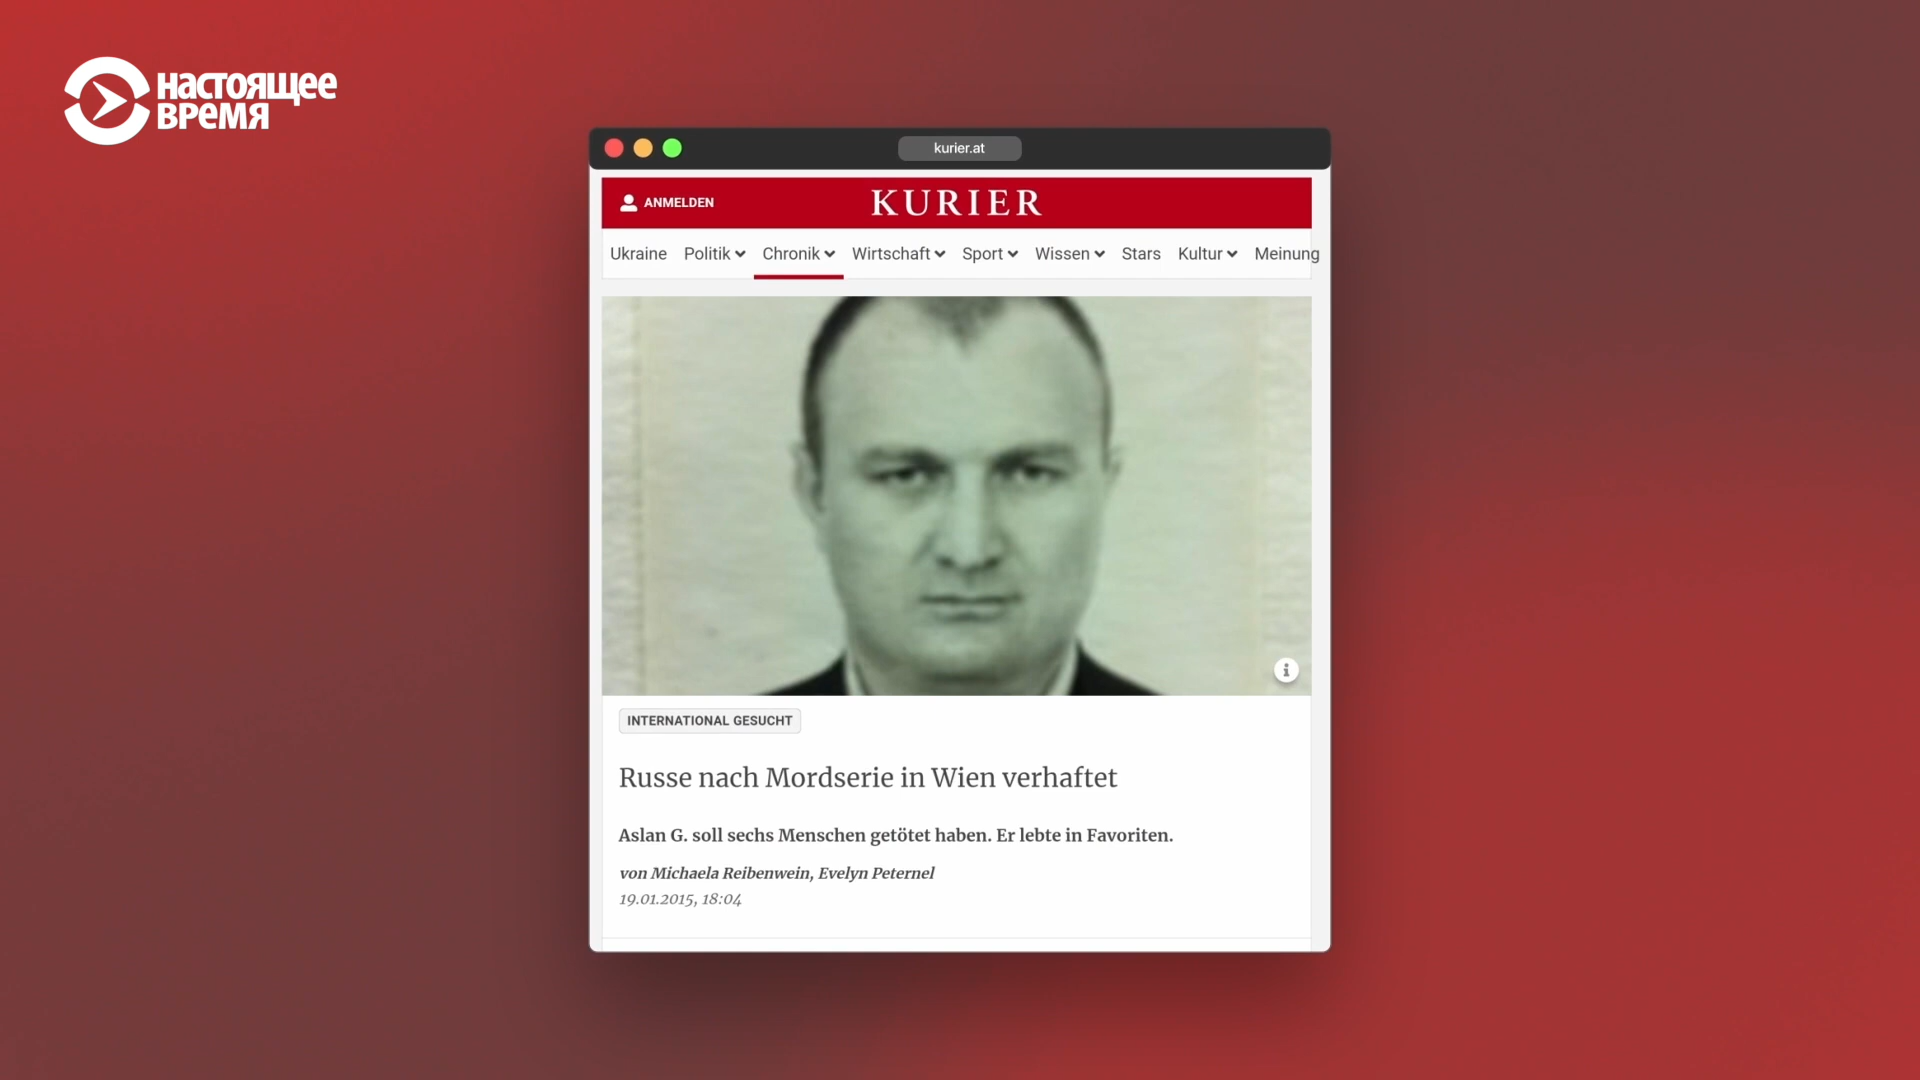 НАСТОЯЩЕЕ
ВРЕМЯ
kurier.at
ANMELDEN
KURIER
Ukraine Politik Chronik Wirtschaft Sport Wissen Stars Kultur Meinung
INTERNATIONAL GESUCHT
Russe nach Mordserie in Wien verhaftet
Aslan G. soll sechs Menschen getötet haben. Er lebte in Favoriten.
von Michaela Reibenwein, Evelyn Peternel
19.01.2015, 18:04